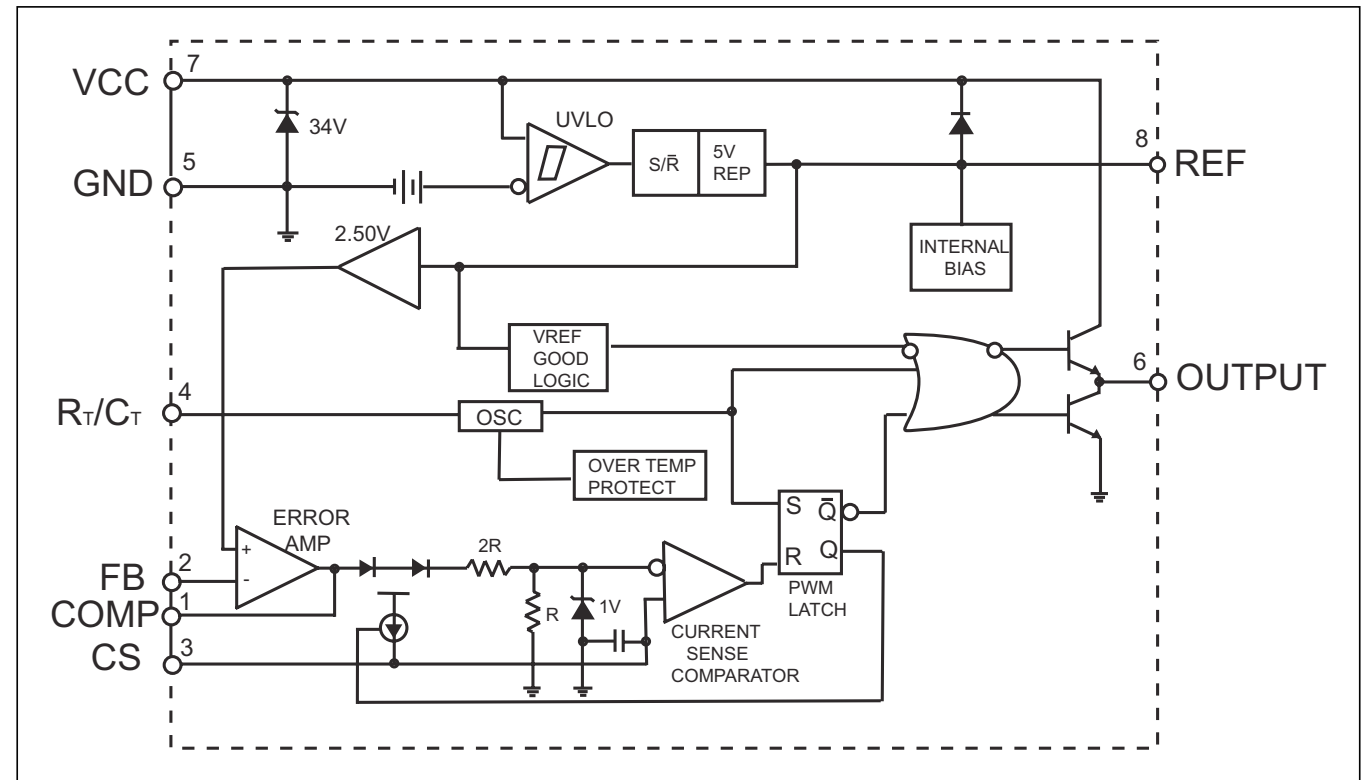 7
VCC
34V
UVLO
S/R̅
5V
REP
8
REF
5
GND
INTERNAL
BIAS
2.50V
VREF
GOOD
LOGIC
6
OUTPUT
4
RT/CT
OSC
OVER TEMP
PROTECT
S
Q̅
R
Q
PWM
LATCH
ERROR
AMP
+
-
2
FB
1
COMP
3
CS
2R
R
1V
CURRENT
SENSE
COMPARATOR